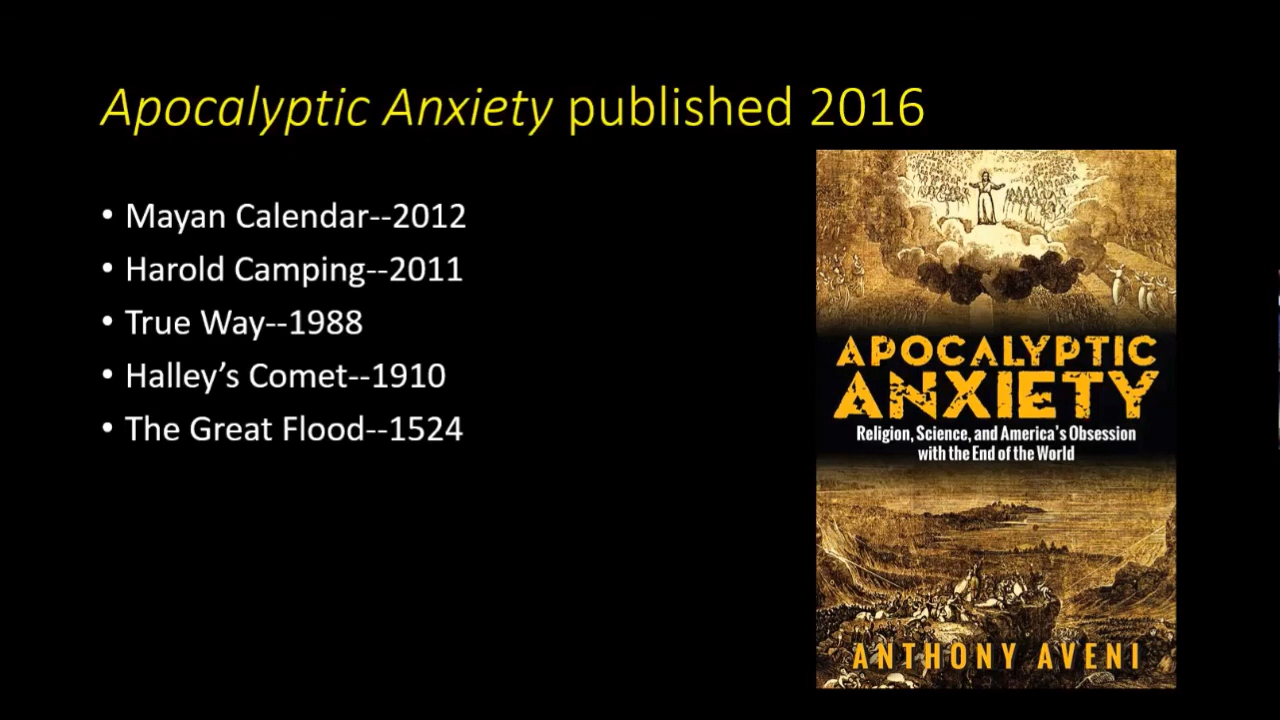 Apocalyptic Anxiety published 2016
• Mayan Calendar--2012
• Harold Camping--2011
• True Way--1988
• Halley’s Comet--1910
• The Great Flood--1524
APOCALYPTIC
ANXIETY
Religion, Science, and America's Obsession
with the End of the World
ANTHONY AVENI